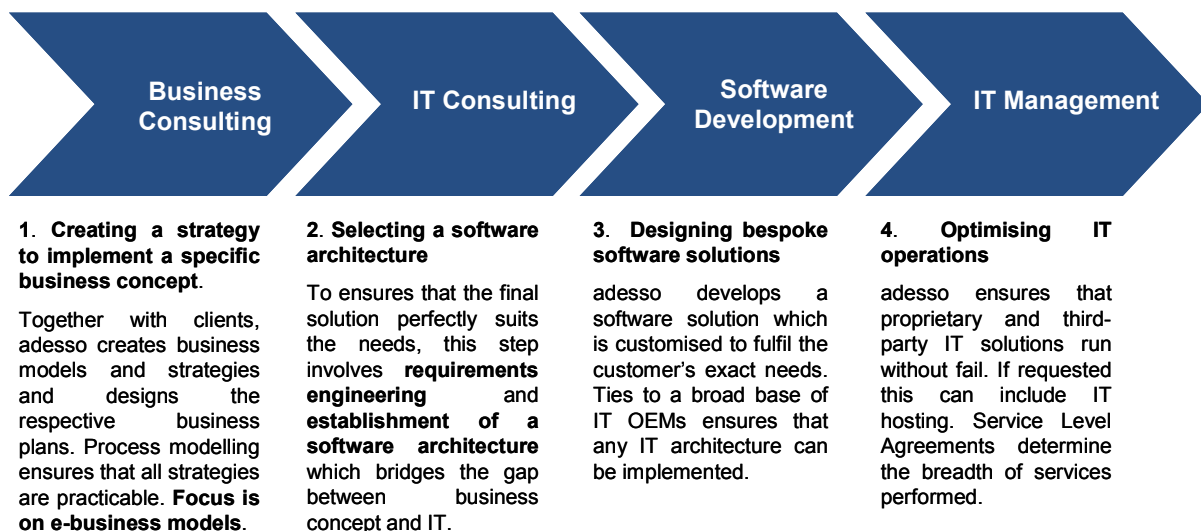 Business
Consulting
IT Consulting
Software
Development
IT Management
1. Creating a strategy
to implement a specific
business concept.
Together with clients,
adesso creates business
models and strategies
and designs the
respective business
plans. Process modelling
ensures that all strategies
are practicable. Focus is
on e-business models.
2. Selecting a software
architecture
To ensures that the final
solution perfectly suits
the needs, this step
involves requirements
engineering and
establishment of a
software architecture
which bridges the gap
between business
concept and IT.
3. Designing bespoke
software solutions
adesso develops a
software solution which
is customised to fulfil the
customer's exact needs.
Ties to a broad base of
IT OEMs ensures that
any IT architecture can
be implemented.
4. Optimising IT
operations
adesso ensures that
proprietary and third-
party IT solutions run
without fail. If requested
this can include IT
hosting. Service Level
Agreements determine
the breadth of services
performed.